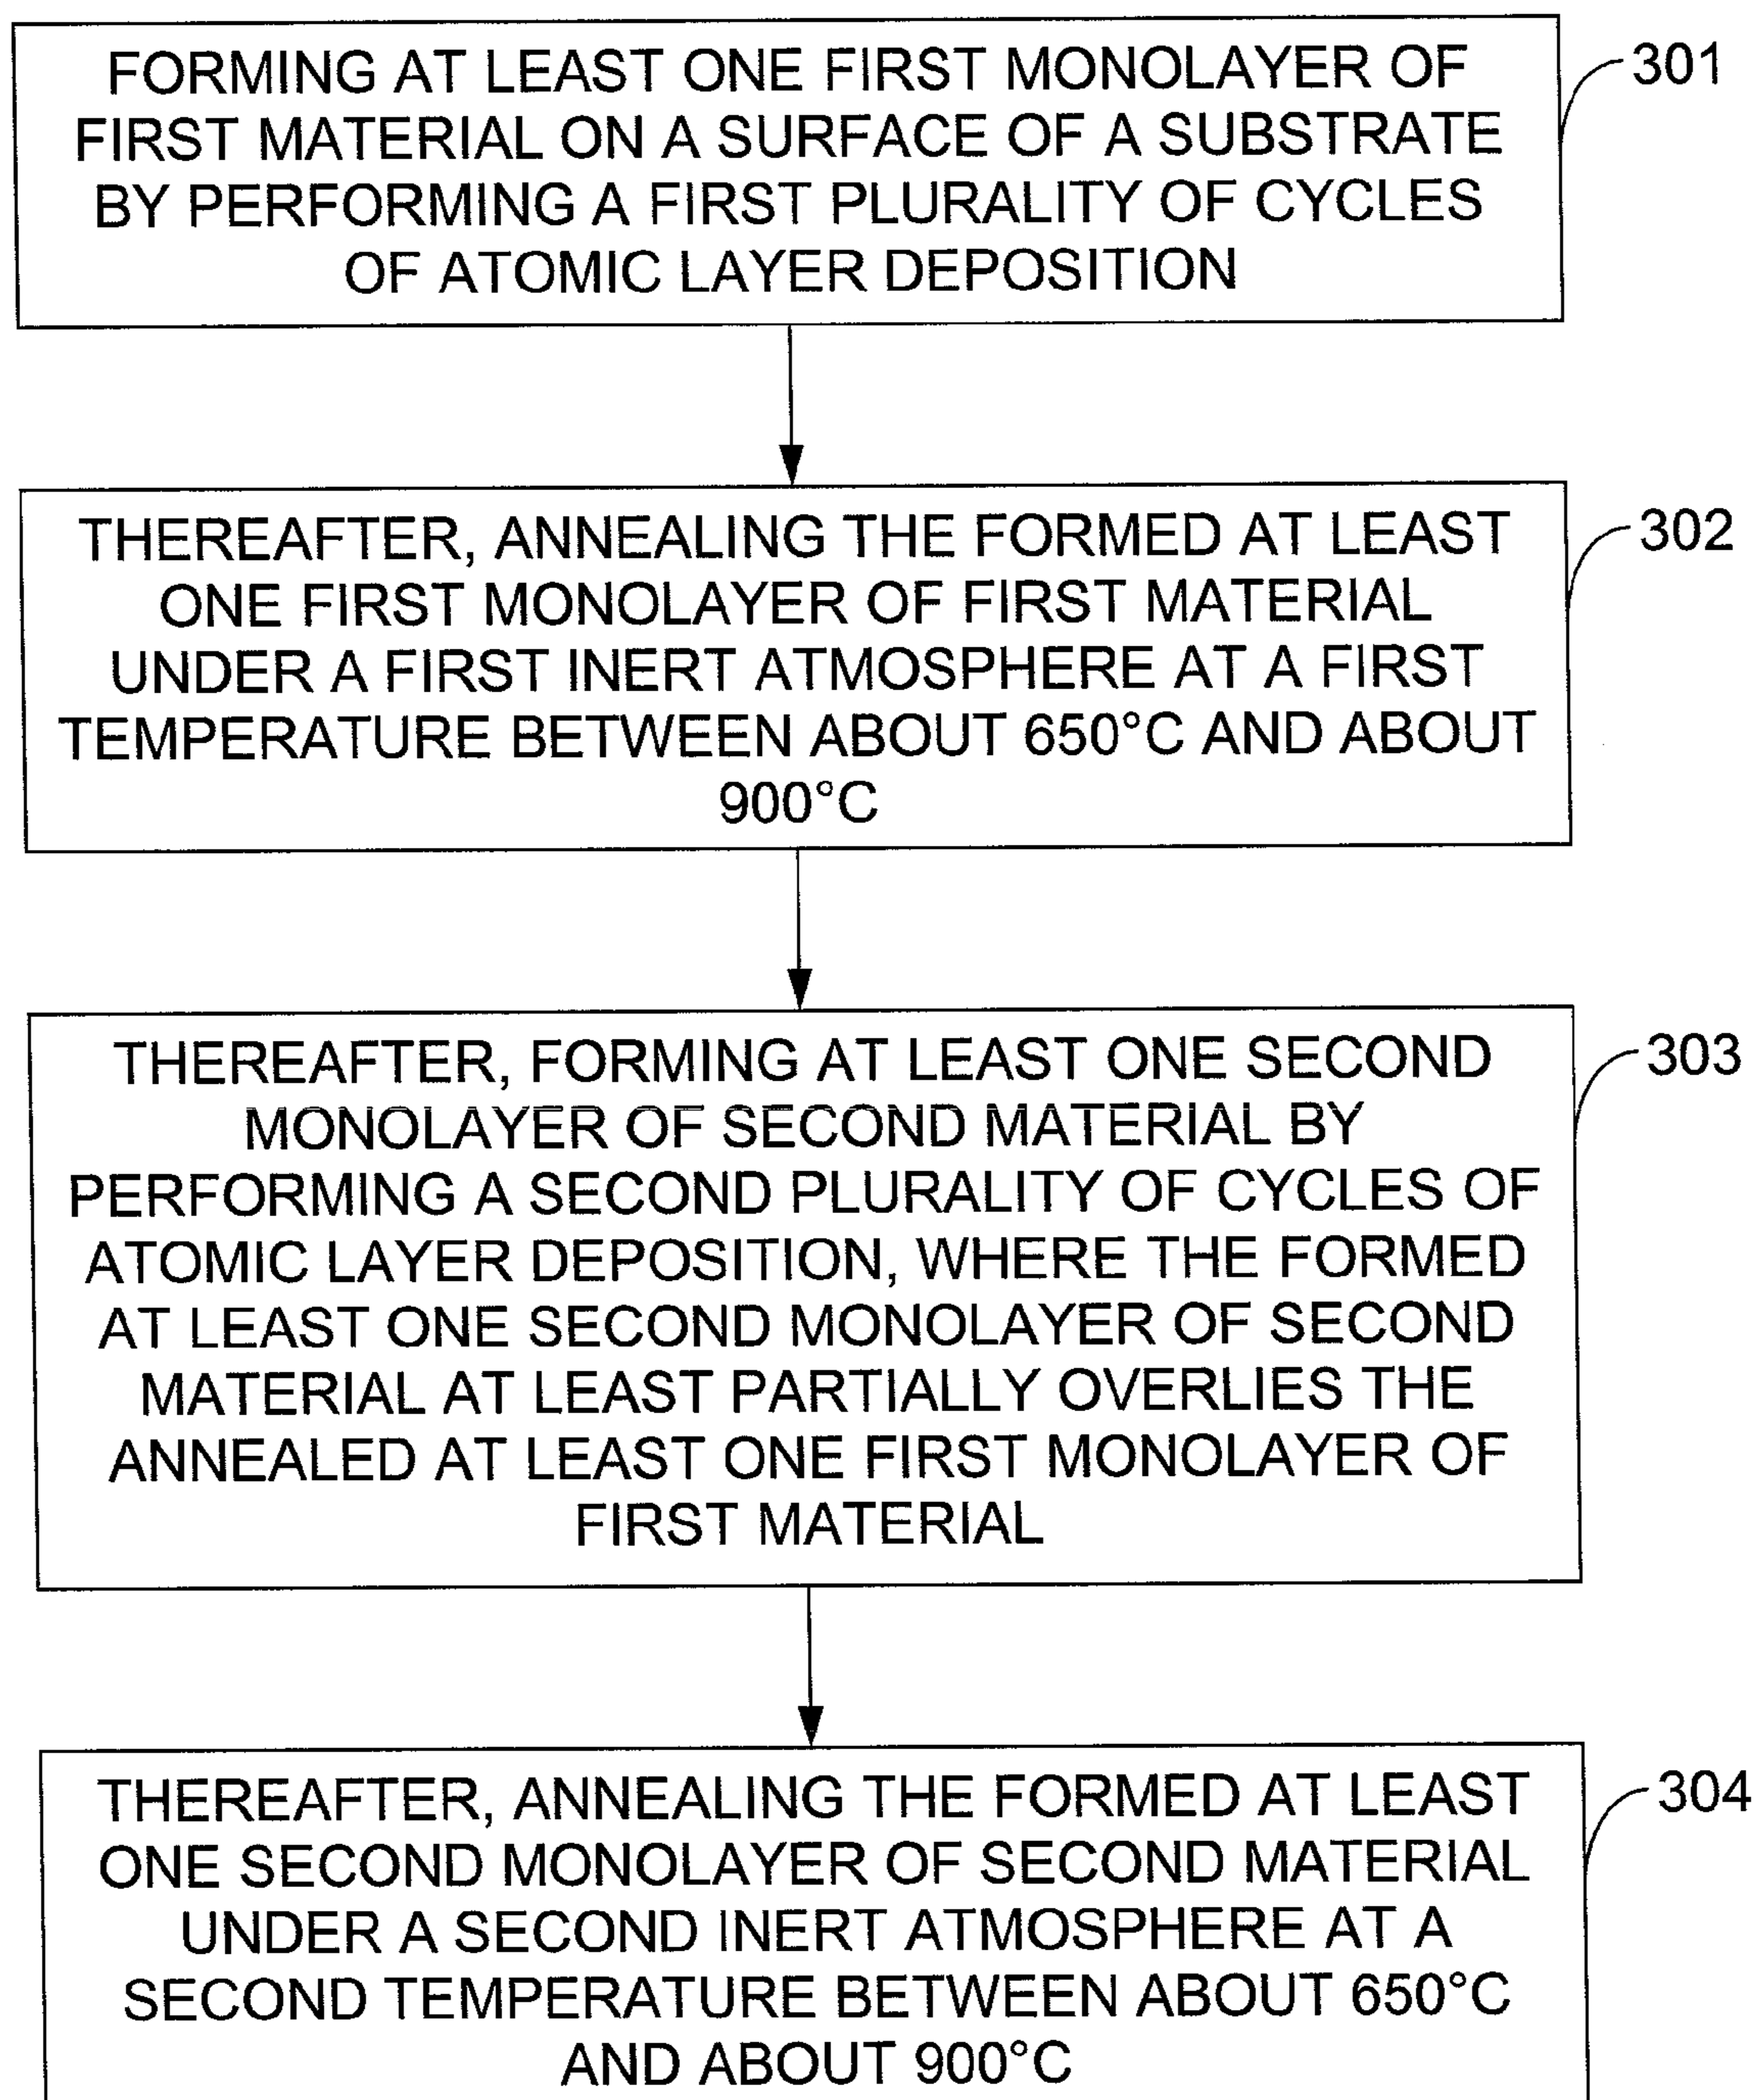 FORMING AT LEAST ONE FIRST MONOLAYER OF
FIRST MATERIAL ON A SURFACE OF A SUBSTRATE
BY PERFORMING A FIRST PLURALITY OF CYCLES
OF ATOMIC LAYER DEPOSITION
301
THEREAFTER, ANNEALING THE FORMED AT LEAST
ONE FIRST MONOLAYER OF FIRST MATERIAL
UNDER A FIRST INERT ATMOSPHERE AT A FIRST
TEMPERATURE BETWEEN ABOUT 650°C AND ABOUT
900°C
302
THEREAFTER, FORMING AT LEAST ONE SECOND
MONOLAYER OF SECOND MATERIAL BY
PERFORMING A SECOND PLURALITY OF CYCLES OF
ATOMIC LAYER DEPOSITION, WHERE THE FORMED
AT LEAST ONE SECOND MONOLAYER OF SECOND
MATERIAL AT LEAST PARTIALLY OVERLIES THE
ANNEALED AT LEAST ONE FIRST MONOLAYER OF
FIRST MATERIAL
303
THEREAFTER, ANNEALING THE FORMED AT LEAST
ONE SECOND MONOLAYER OF SECOND MATERIAL
UNDER A SECOND INERT ATMOSPHERE AT A
SECOND TEMPERATURE BETWEEN ABOUT 650°C
AND ABOUT 900°C
304